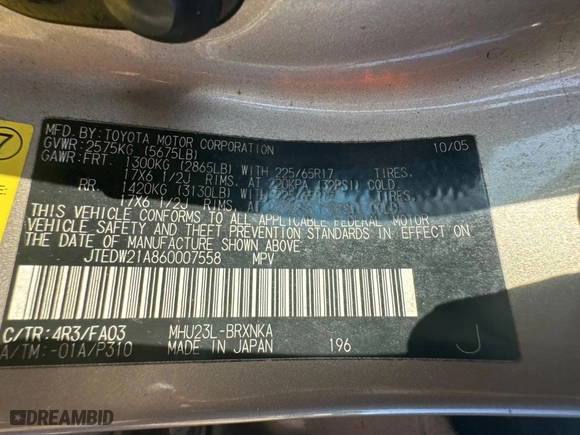 7
MFD. BY: TOYOTA MOTOR CORPORATION 10/05
GVWR: 2575KG (5675LB)
GAWR: FRT. 1300KG (2865LB) WITH 225/65R17 TIRES,
17X6 1/2J RIMS, AT 220KPA (32PSI) COLD
RR. 1420KG (3130LB) WITH TIRES,
17X6 1/2J RIMS, AT
THIS VEHICLE CONFORMS TO ALL APPLICABLE FEDERAL MOTOR
VEHICLE SAFETY AND THEFT PREVENTION STANDARDS IN EFFECT ON
THE DATE OF MANUFACTURE SHOWN ABOVE.
JTEDW21A860007558 MPV
C/TR: 4R3/FA03 MHU23L-BRXNKA J
A/TM: -01A/P310 MADE IN JAPAN 196
DREAMBID